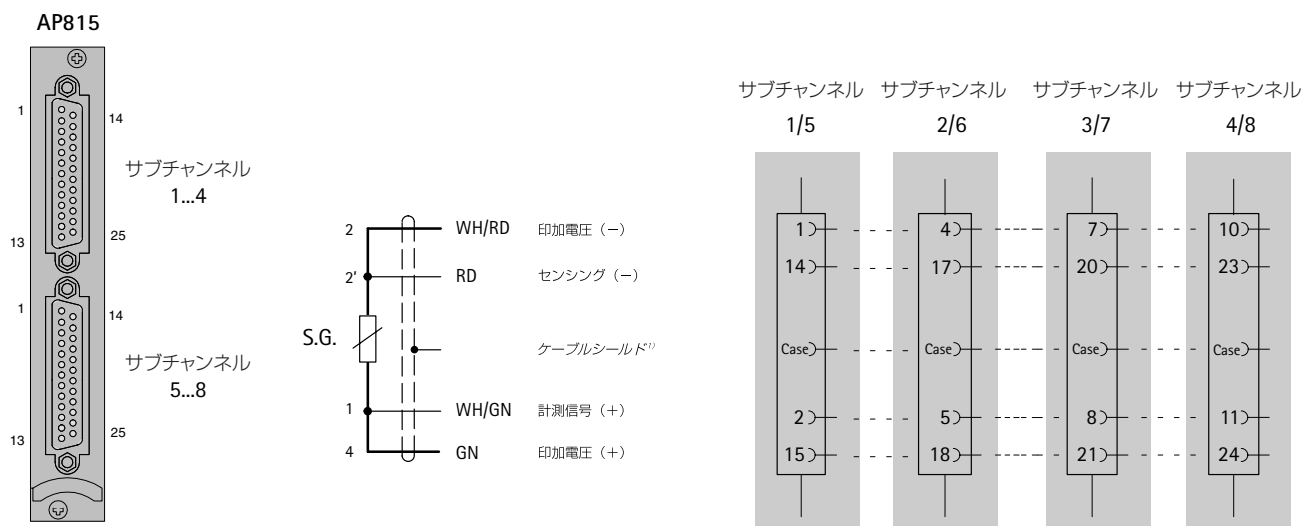 AP815
1
14
サブチャンネル
1...4
13
25
1
14
サブチャンネル
5...8
13
25
S.G.
2 WH/RD 印加電圧（−）
2' RD センシング（−）
ケーブルシールド1)
1 WH/GN 計測信号（+）
4 GN 印加電圧（+）
サブチャンネル サブチャンネル サブチャンネル サブチャンネル
1/5 2/6 3/7 4/8
1 4 7 10
14 17 20 23
Case Case Case Case
2 5 8 11
15 18 21 24